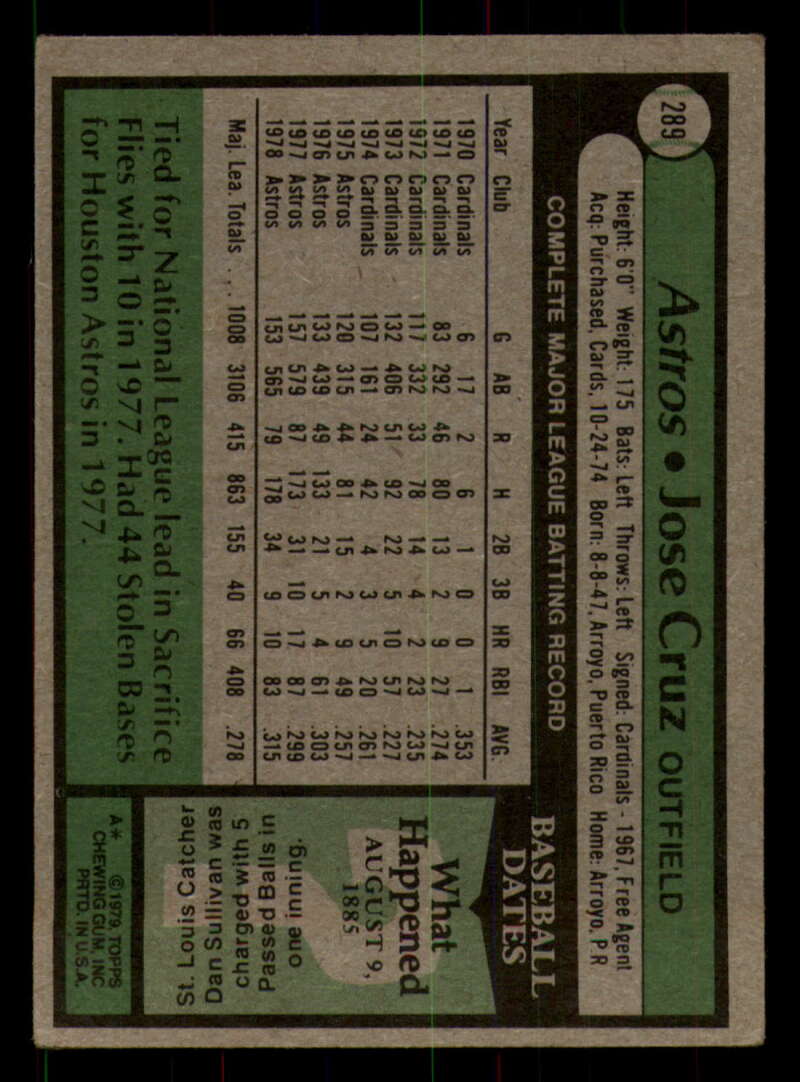 289
Astros • Jose Cruz OUTFIELD
Height: 6'0" Weight: 175 Bats: Left Throws: Left Signed: Cardinals - 1967, Free Agent
Acq: Purchased, Cards, 10-24-74 Born: 8-8-47, Arroyo, Puerto Rico Home: Arroyo, P R
COMPLETE MAJOR LEAGUE BATTING RECORD
Year Club G AB R H 2B 3B HR RBI AVG.
1970 Cardinals 6 17 2 6 1 0 0 1 .353
1971 Cardinals 83 292 46 80 13 2 9 27 .274
1972 Cardinals 117 332 33 78 14 4 2 23 .235
1973 Cardinals 132 406 51 92 22 5 10 57 .227
1974 Cardinals 107 161 24 42 4 3 5 20 .261
1975 Astros 120 315 44 81 15 2 9 49 .257
1976 Astros 133 439 49 133 21 5 4 61 .303
1977 Astros 157 579 87 173 31 10 17 87 .299
1978 Astros 153 565 79 178 34 9 10 83 .315
Maj. Lea. Totals . . . 1008 3106 415 863 155 40 66 408 .278
Tied for National League lead in Sacrifice
Flies with 10 in 1977. Had 44 Stolen Bases
for Houston Astros in 1977.
BASEBALL
DATES
What
Happened
AUGUST 9,
1885
St. Louis Catcher
Dan Sullivan was
charged with 5
Passed Balls in
one inning.
A* ©1979, TOPPS
CHEWING GUM, INC
PRTD. IN U.S.A.